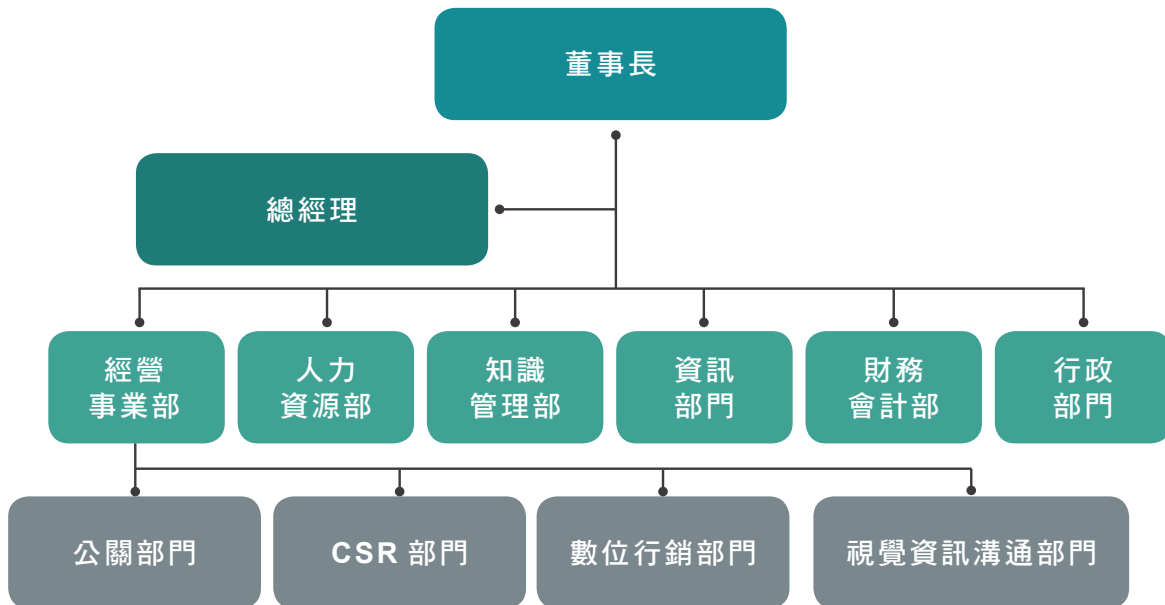 董事長
總經理
經營
事業部
人力
資源部
知識
管理部
資訊
部門
財務
會計部
行政
部門
公關部門
CSR 部門
數位行銷部門
視覺資訊溝通部門